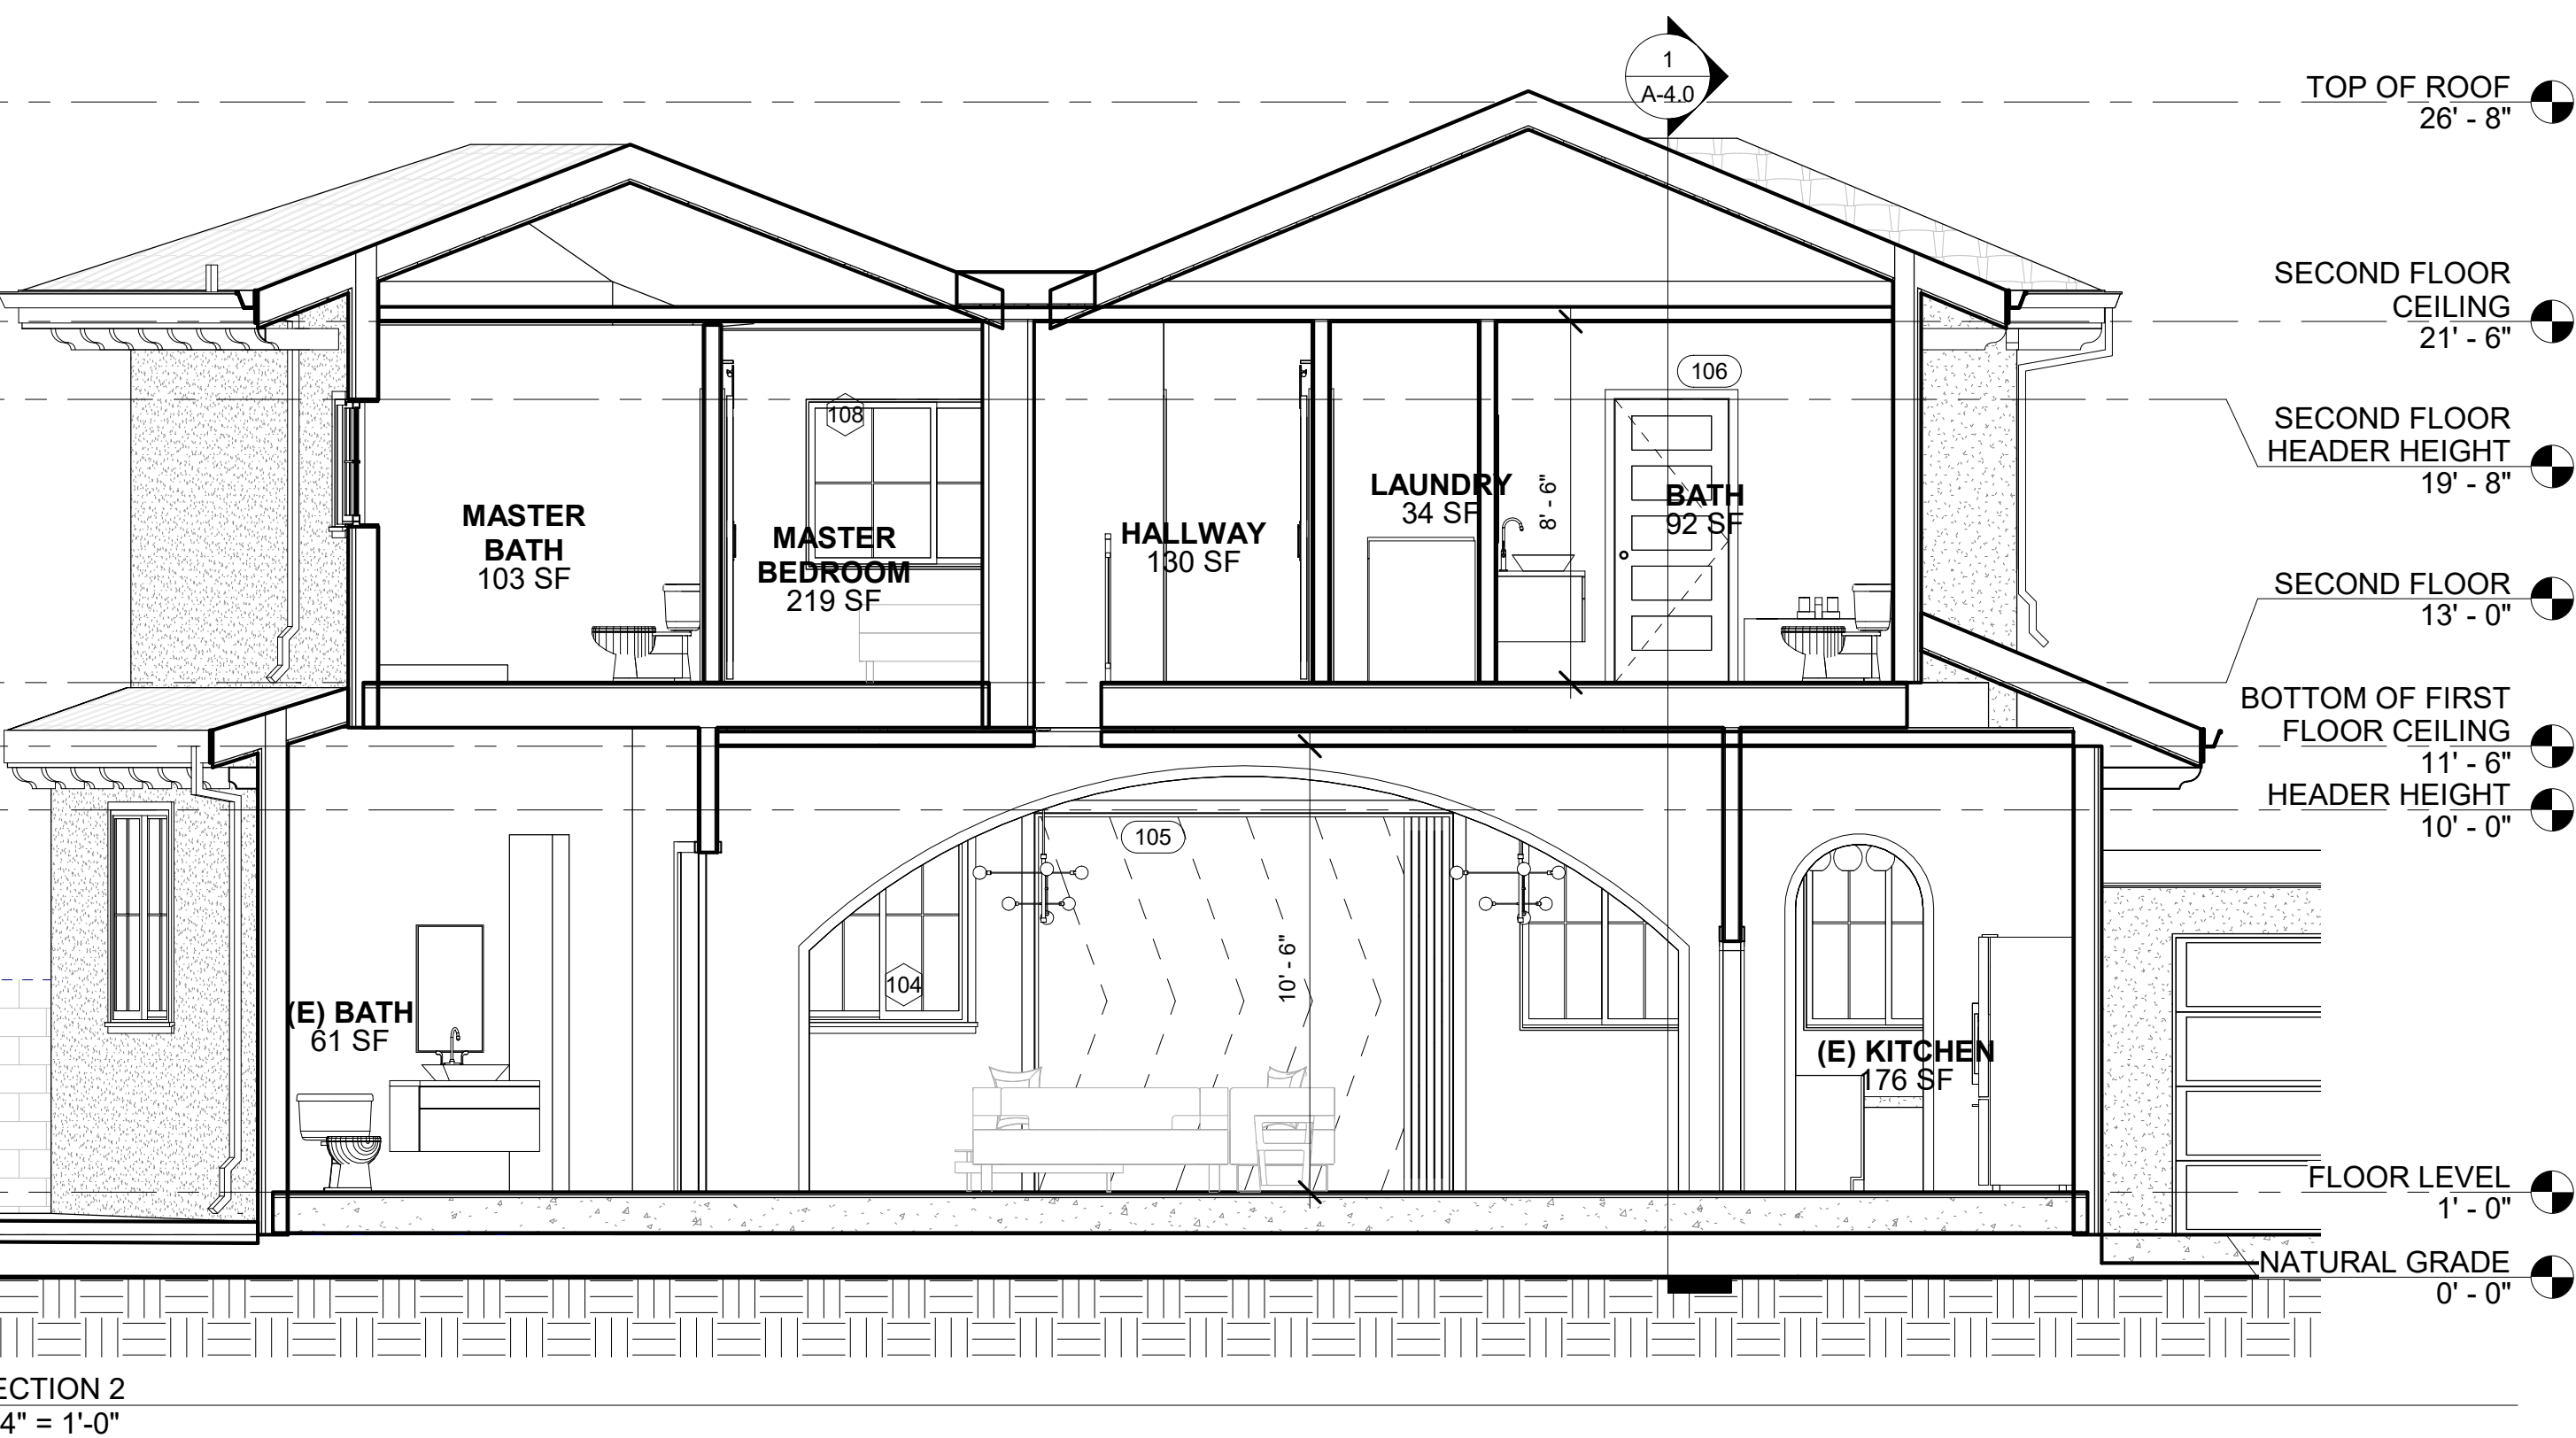 1
A-4.0
TOP OF ROOF
26' - 8"
SECOND FLOOR
CEILING
21' - 6"
106
108
SECOND FLOOR
HEADER HEIGHT
19' - 8"
LAUNDRY
34 SF
8' - 6"
BATH
92 SF
MASTER
BATH
103 SF
MASTER
BEDROOM
219 SF
HALLWAY
130 SF
SECOND FLOOR
13' - 0"
BOTTOM OF FIRST
FLOOR CEILING
11' - 6"
HEADER HEIGHT
10' - 0"
105
10' - 6"
104
(E) BATH
61 SF
(E) KITCHEN
176 SF
FLOOR LEVEL
1' - 0"
NATURAL GRADE
0' - 0"
ECTION 2
4" = 1'-0"